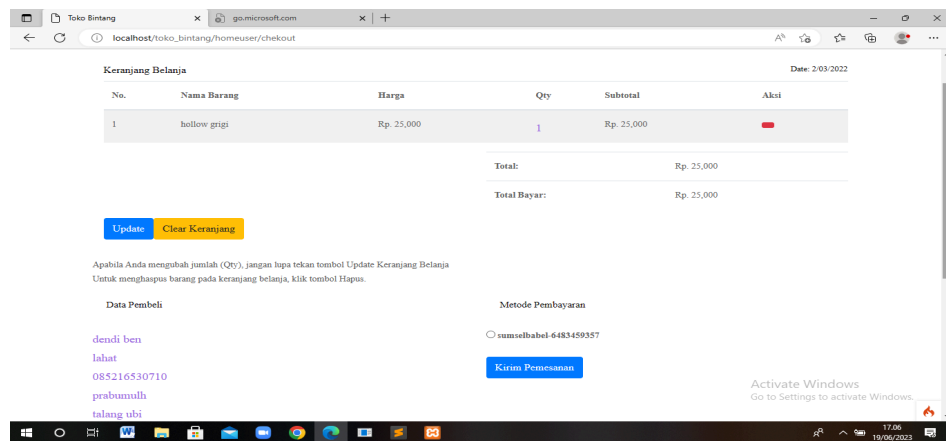 Toko Bintang
go.microsoft.com
localhost/toko_bintang/homeuser/chekout
Keranjang Belanja
Date: 2/03/2022
No. Nama Barang Harga Qty Subtotal Aksi
1 hollow grigi Rp. 25,000 1 Rp. 25,000
Total: Rp. 25,000
Total Bayar: Rp. 25,000
Update Clear Keranjang
Apabila Anda mengubah jumlah (Qty), jangan lupa tekan tombol Update Keranjang Belanja
Untuk menghaspus barang pada keranjang belanja, klik tombol Hapus.
Data Pembeli
Metode Pembayaran
dendi ben
lahat
085216530710
prabumulh
talang ubi
sumselbabel-6483459357
Kirim Pemesanan
Activate Windows
Go to Settings to activate Windows.
17.06
19/06/2023